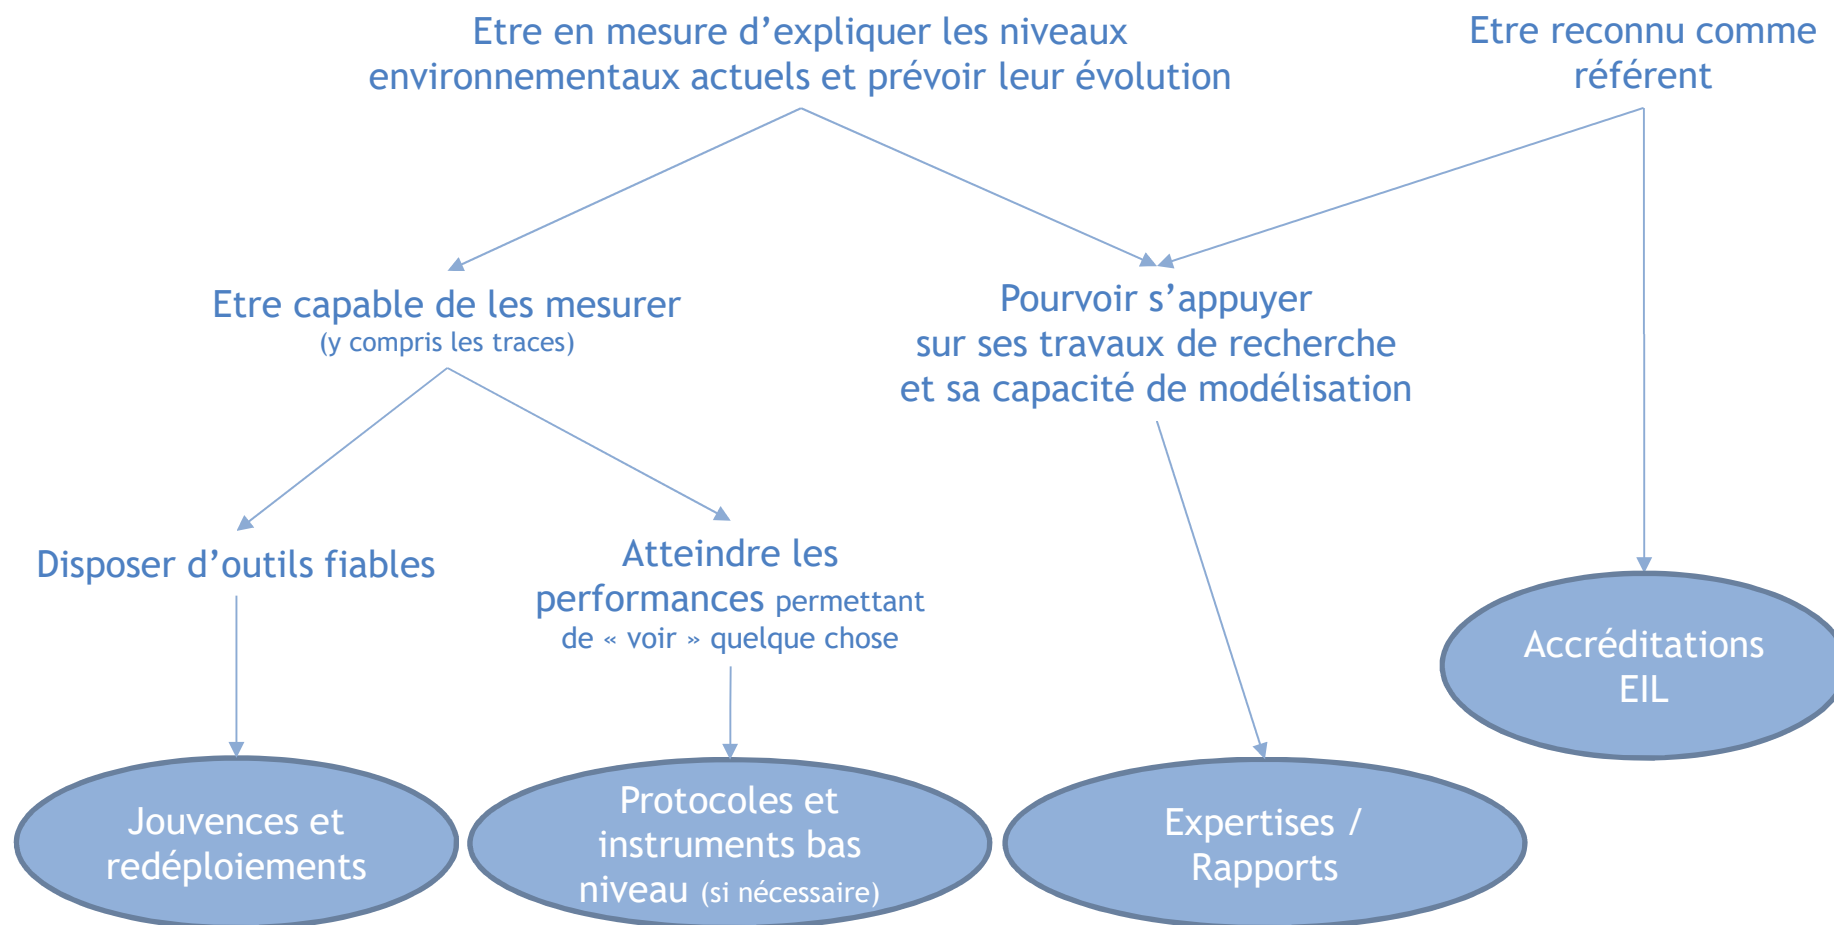 Etre en mesure d’expliquer les niveaux
environnementaux actuels et prévoir leur évolution
Etre reconnu comme
référent
Etre capable de les mesurer
(y compris les traces)
Pourvoir s’appuyer
sur ses travaux de recherche
et sa capacité de modélisation
Disposer d’outils fiables
Atteindre les
performances permettant
de « voir » quelque chose
Accréditations
EIL
Jouvences et
redéploiements
Protocoles et
instruments bas
niveau (si nécessaire)
Expertises /
Rapports